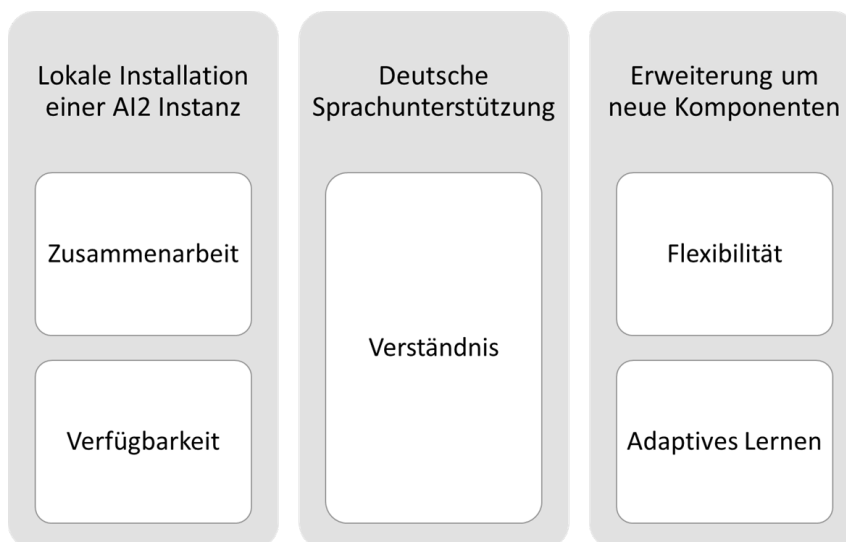 Lokale Installation
einer AI2 Instanz
Zusammenarbeit
Verfügbarkeit
Deutsche
Sprachunterstützung
Verständnis
Erweiterung um
neue Komponenten
Flexibilität
Adaptives Lernen